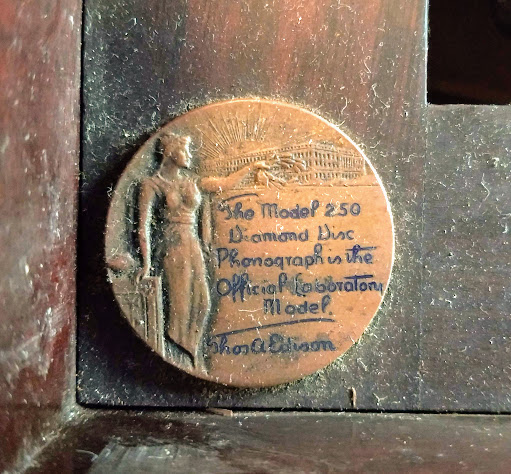 The Model 250
Diamond Disc
Phonograph is the
Official Laboratory
Model.
Thos A Edison